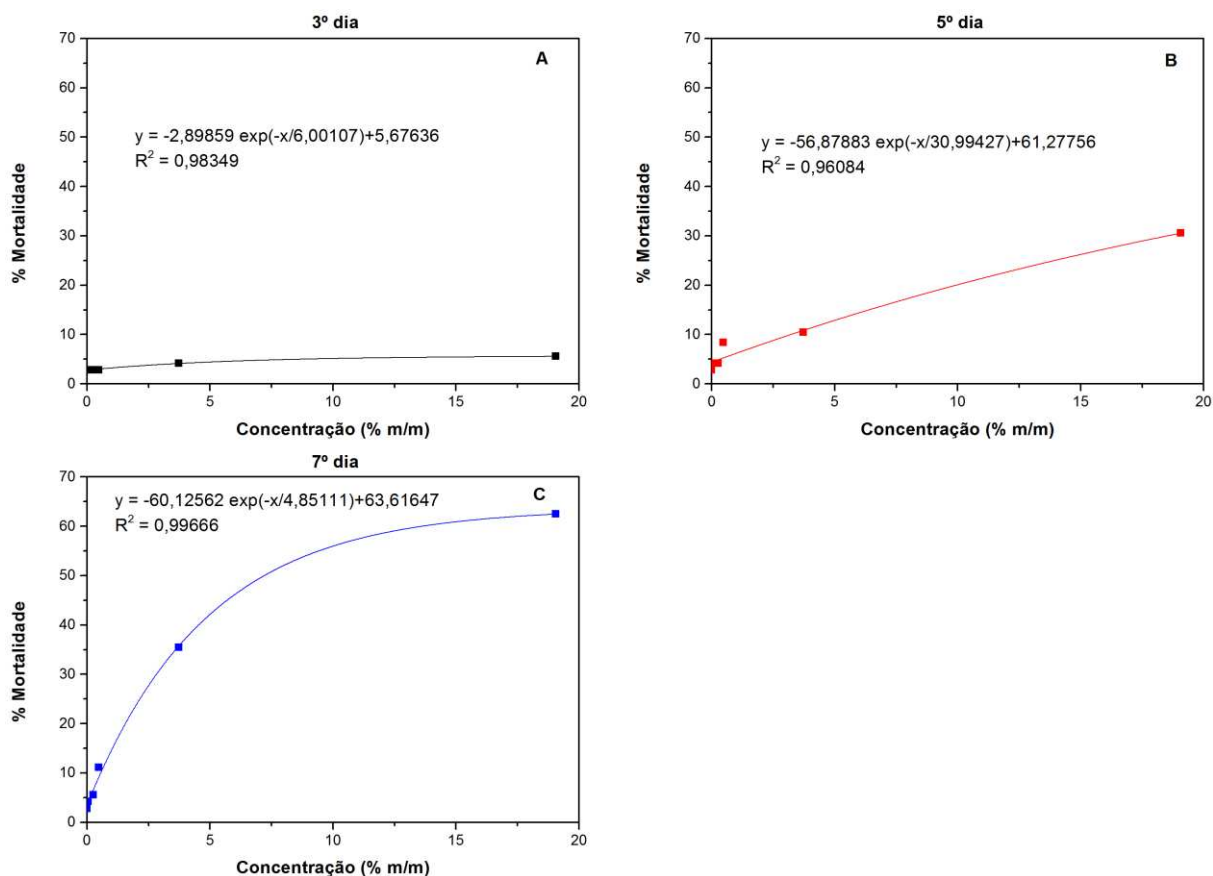 3º dia
A
y = -2,89859 exp(-x/6,00107)+5,67636
R² = 0,98349
% Mortalidade
70
60
50
40
30
20
10
0
0 5 10 15 20
Concentração (% m/m)
5º dia
B
y = -56,87883 exp(-x/30,99427)+61,27756
R² = 0,96084
% Mortalidade
70
60
50
40
30
20
10
0
0 5 10 15 20
Concentração (% m/m)
7º dia
C
y = -60,12562 exp(-x/4,85111)+63,61647
R² = 0,99666
% Mortalidade
70
60
50
40
30
20
10
0
0 5 10 15 20
Concentração (% m/m)